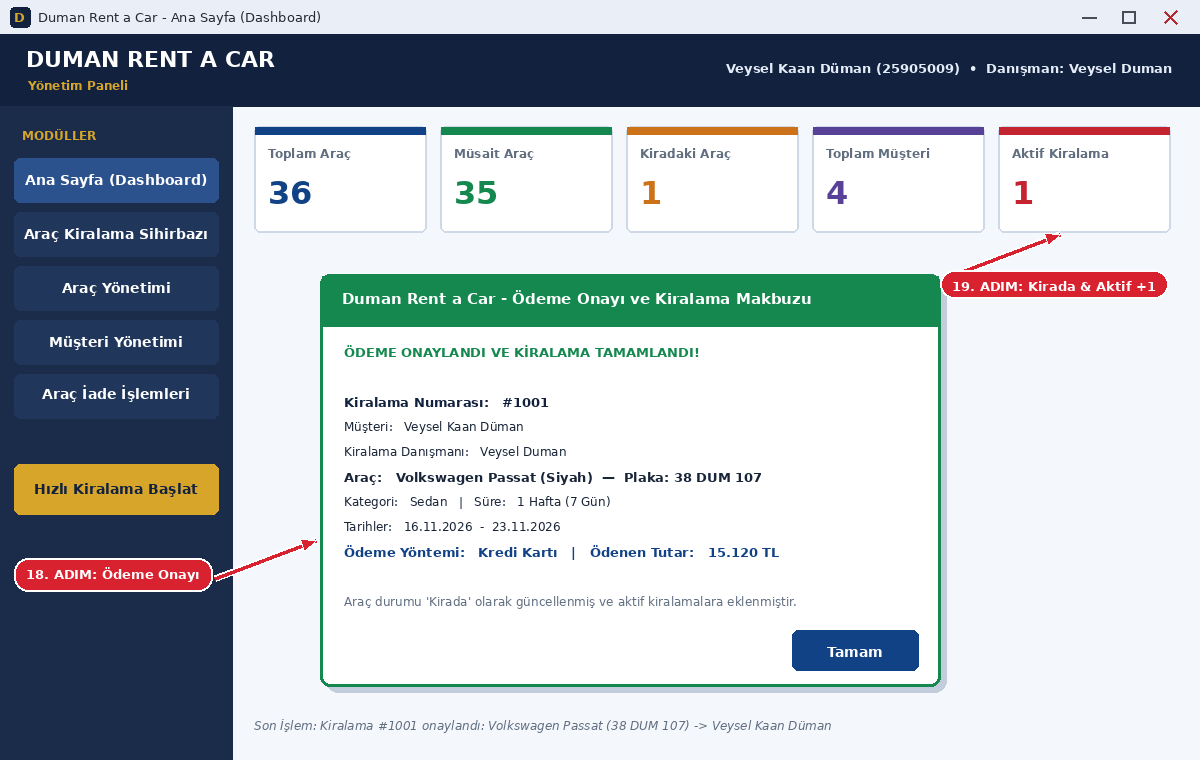 D Duman Rent a Car - Ana Sayfa (Dashboard)
DUMAN RENT A CAR
Yönetim Paneli
Veysel Kaan Düman (25905009) • Danışman: Veysel Duman
MODÜLLER
Ana Sayfa (Dashboard)
Araç Kiralama Sihirbazı
Araç Yönetimi
Müşteri Yönetimi
Araç İade İşlemleri
Hızlı Kiralama Başlat
18. ADIM: Ödeme Onayı
Toplam Araç
36
Müsait Araç
35
Kiradaki Araç
1
Toplam Müşteri
4
Aktif Kiralama
1
19. ADIM: Kirada & Aktif +1
Duman Rent a Car - Ödeme Onayı ve Kiralama Makbuzu
ÖDEME ONAYLANDI VE KİRALAMA TAMAMLANDI!
Kiralama Numarası: #1001
Müşteri: Veysel Kaan Düman
Kiralama Danışmanı: Veysel Duman
Araç: Volkswagen Passat (Siyah) — Plaka: 38 DUM 107
Kategori: Sedan | Süre: 1 Hafta (7 Gün)
Tarihler: 16.11.2026 - 23.11.2026
Ödeme Yöntemi: Kredi Kartı | Ödenen Tutar: 15.120 TL
Araç durumu 'Kirada' olarak güncellenmiş ve aktif kiralamalara eklenmiştir.
Tamam
Son İşlem: Kiralama #1001 onaylandı: Volkswagen Passat (38 DUM 107) -> Veysel Kaan Düman